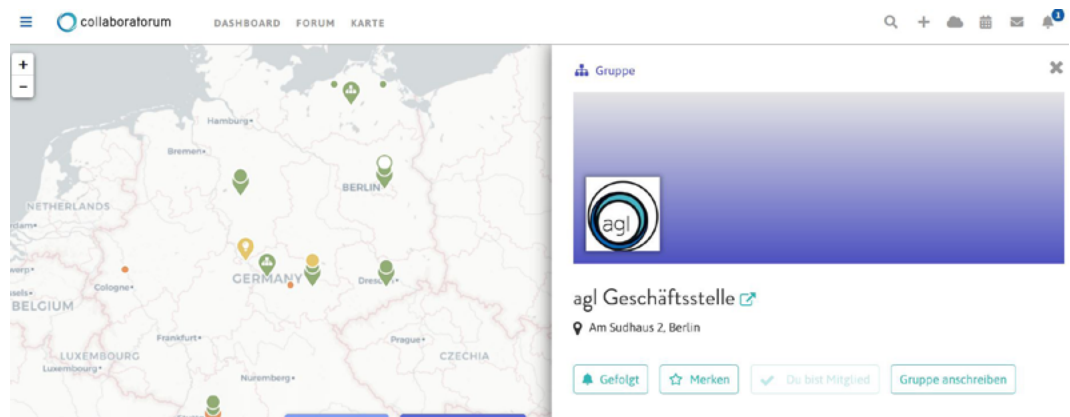 collaboratorum DASHBOARD FORUM KARTE 1
+
−
Hamburg
Bremen
BERLIN
NETHERLANDS
Cologne
GERMANY
BELGIUM
Frankfurt
Prague
LUXEMBOURG
Luxembourg
CZECHIA
Nuremberg
Gruppe
agl
agl Geschäftsstelle
Am Sudhaus 2, Berlin
Gefolgt Merken Du bist Mitglied Gruppe anschreiben